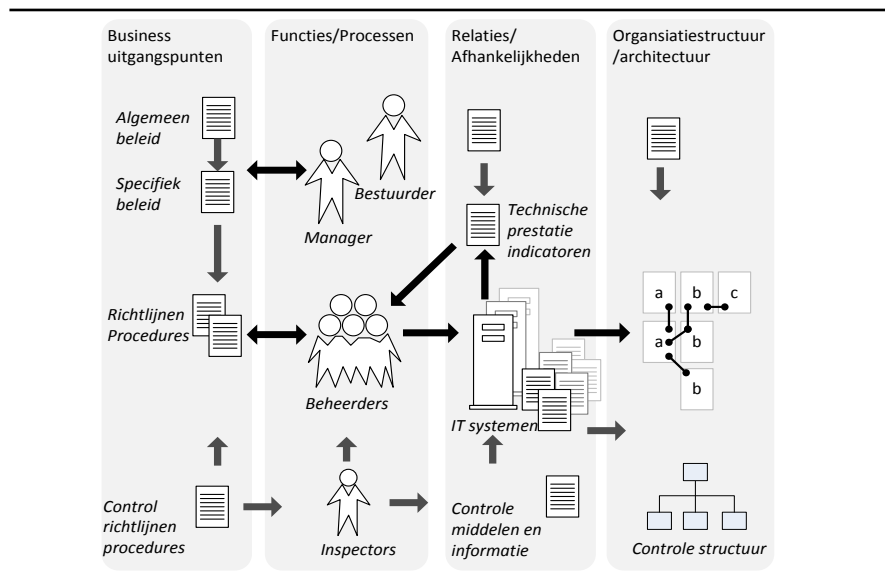 Business
uitgangspunten
Functies/Processen
Relaties/
Afhankelijkheden
Organsiatiestructuur
/architectuur
Algemeen
beleid
Specifiek
beleid
Bestuurder
Manager
Technische
prestatie
indicatoren
Richtlijnen
Procedures
a
b
c
a
b
b
Beheerders
IT systemen
Control
richtlijnen
procedures
Inspectors
Controle
middelen en
informatie
Controle structuur